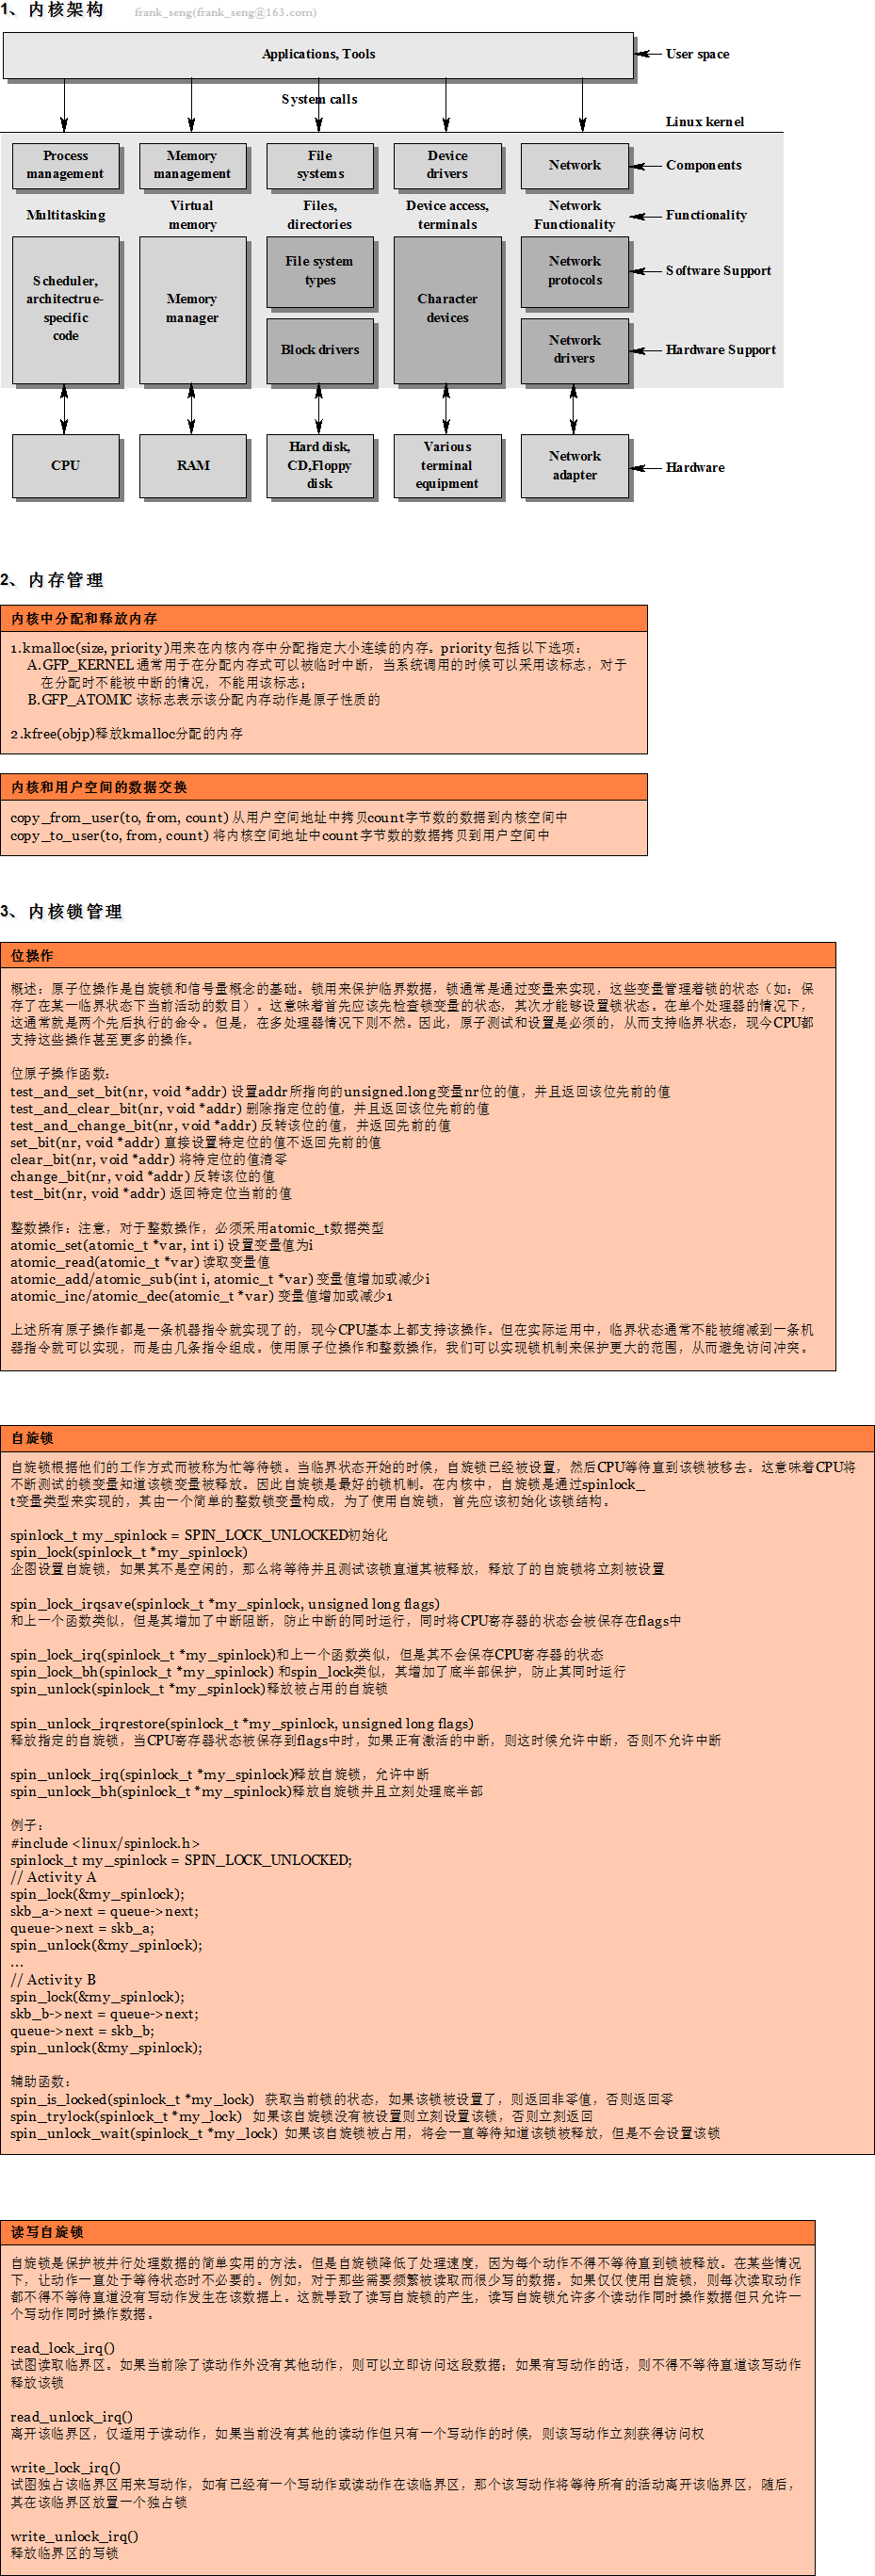 1、内核架构
frank_seng(frank_seng@163.com)
Applications, Tools
User space
System calls
Linux kernel
Process
management
Memory
management
File
systems
Device
drivers
Network
Components
Multitasking
Virtual
memory
Files,
directories
Device access,
terminals
Network
Functionality
Functionality
Scheduler,
architectrue-
specific
code
Memory
manager
File system
types
Block drivers
Character
devices
Network
protocols
Network
drivers
Software Support
Hardware Support
CPU
RAM
Hard disk,
CD,Floppy
disk
Various
terminal
equipment
Network
adapter
Hardware
2、内存管理
内核中分配和释放内存
1.kmalloc(size, priority)用来在内核内存中分配指定大小连续的内存。priority包括以下选项：
A.GFP_KERNEL 通常用于在分配内存式可以被临时中断，当系统调用的时候可以采用该标志，对于
在分配时不能被中断的情况，不能用该标志；
B.GFP_ATOMIC 该标志表示该分配内存动作是原子性质的
2.kfree(objp)释放kmalloc分配的内存
内核和用户空间的数据交换
copy_from_user(to, from, count) 从用户空间地址中拷贝count字节数的数据到内核空间中
copy_to_user(to, from, count) 将内核空间地址中count字节数的数据拷贝到用户空间中
3、内核锁管理
位操作
概述：原子位操作是自旋锁和信号量概念的基础。锁用来保护临界数据，锁通常是通过变量来实现，这些变量管理着锁的状态（如：保
存了在某一临界状态下当前活动的数目）。这意味着首先应该先检查锁变量的状态，其次才能够设置锁状态。在单个处理器的情况下，
这通常就是两个先后执行的命令。但是，在多处理器情况下则不然。因此，原子测试和设置是必须的，从而支持临界状态，现今CPU都
支持这些操作甚至更多的操作。
位原子操作函数：
test_and_set_bit(nr, void *addr) 设置addr所指向的unsigned.long变量nr位的值，并且返回该位先前的值
test_and_clear_bit(nr, void *addr) 删除指定位的值，并且返回该位先前的值
test_and_change_bit(nr, void *addr) 反转该位的值，并返回先前的值
set_bit(nr, void *addr) 直接设置特定位的值不返回先前的值
clear_bit(nr, void *addr) 将特定位的值清零
change_bit(nr, void *addr) 反转该位的值
test_bit(nr, void *addr) 返回特定位当前的值
整数操作：注意，对于整数操作，必须采用atomic_t数据类型
atomic_set(atomic_t *var, int i) 设置变量值为i
atomic_read(atomic_t *var) 读取变量值
atomic_add/atomic_sub(int i, atomic_t *var) 变量值增加或减少i
atomic_inc/atomic_dec(atomic_t *var) 变量值增加或减少1
上述所有原子操作都是一条机器指令就实现了的，现今CPU基本上都支持该操作。但在实际运用中，临界状态通常不能被缩减到一条机
器指令就可以实现，而是由几条指令组成。使用原子位操作和整数操作，我们可以实现锁机制来保护更大的范围，从而避免访问冲突。
自旋锁
自旋锁根据他们的工作方式而被称为忙等待锁。当临界状态开始的时候，自旋锁已经被设置，然后CPU等待直到该锁被移去。这意味着CPU将
不断测试的锁变量知道该锁变量被释放。因此自旋锁是最好的锁机制。在内核中，自旋锁是通过spinlock_
t变量类型来实现的，其由一个简单的整数锁变量构成，为了使用自旋锁，首先应该初始化该锁结构。
spinlock_t my_spinlock = SPIN_LOCK_UNLOCKED初始化
spin_lock(spinlock_t *my_spinlock)
企图设置自旋锁，如果其不是空闲的，那么将等待并且测试该锁直道其被释放，释放了的自旋锁将立刻被设置
spin_lock_irqsave(spinlock_t *my_spinlock, unsigned long flags)
和上一个函数类似，但是其增加了中断阻断，防止中断的同时运行，同时将CPU寄存器的状态会被保存在flags中
spin_lock_irq(spinlock_t *my_spinlock)和上一个函数类似，但是其不会保存CPU寄存器的状态
spin_lock_bh(spinlock_t *my_spinlock) 和spin_lock类似，其增加了底半部保护，防止其同时运行
spin_unlock(spinlock_t *my_spinlock)释放被占用的自旋锁
spin_unlock_irqrestore(spinlock_t *my_spinlock, unsigned long flags)
释放指定的自旋锁，当CPU寄存器状态被保存到flags中时，如果正有激活的中断，则这时候允许中断，否则不允许中断
spin_unlock_irq(spinlock_t *my_spinlock)释放自旋锁，允许中断
spin_unlock_bh(spinlock_t *my_spinlock)释放自旋锁并且立刻处理底半部
例子：
#include <linux/spinlock.h>
spinlock_t my_spinlock = SPIN_LOCK_UNLOCKED;
// Activity A
spin_lock(&my_spinlock);
skb_a->next = queue->next;
queue->next = skb_a;
spin_unlock(&my_spinlock);
...
// Activity B
spin_lock(&my_spinlock);
skb_b->next = queue->next;
queue->next = skb_b;
spin_unlock(&my_spinlock);
辅助函数：
spin_is_locked(spinlock_t *my_lock) 获取当前锁的状态，如果该锁被设置了，则返回非零值，否则返回零
spin_trylock(spinlock_t *my_lock) 如果该自旋锁没有被设置则立刻设置该锁，否则立刻返回
spin_unlock_wait(spinlock_t *my_lock) 如果该自旋锁被占用，将会一直等待知道该锁被释放，但是不会设置该锁
读写自旋锁
自旋锁是保护被并行处理数据的简单实用的方法。但是自旋锁降低了处理速度，因为每个动作不得不等待直到锁被释放。在某些情况
下，让动作一直处于等待状态时不必要的。例如，对于那些需要频繁被读取而很少写的数据。如果仅仅使用自旋锁，则每次读取动作
都不得不等待直道没有写动作发生在该数据上。这就导致了读写自旋锁的产生，读写自旋锁允许多个读动作同时操作数据但只允许一
个写动作同时操作数据。
read_lock_irq()
试图读取临界区。如果当前除了读动作外没有其他动作，则可以立即访问这段数据；如果有写动作的话，则不得不等待直道该写动作
释放该锁
read_unlock_irq()
离开该临界区，仅适用于读动作，如果当前没有其他的读动作但只有一个写动作的时候，则该写动作立刻获得访问权
write_lock_irq()
试图独占该临界区用来写动作，如有已经有一个写动作或读动作在该临界区，那个该写动作将等待所有的活动离开该临界区，随后，
其在该临界区放置一个独占锁
write_unlock_irq()
释放临界区的写锁